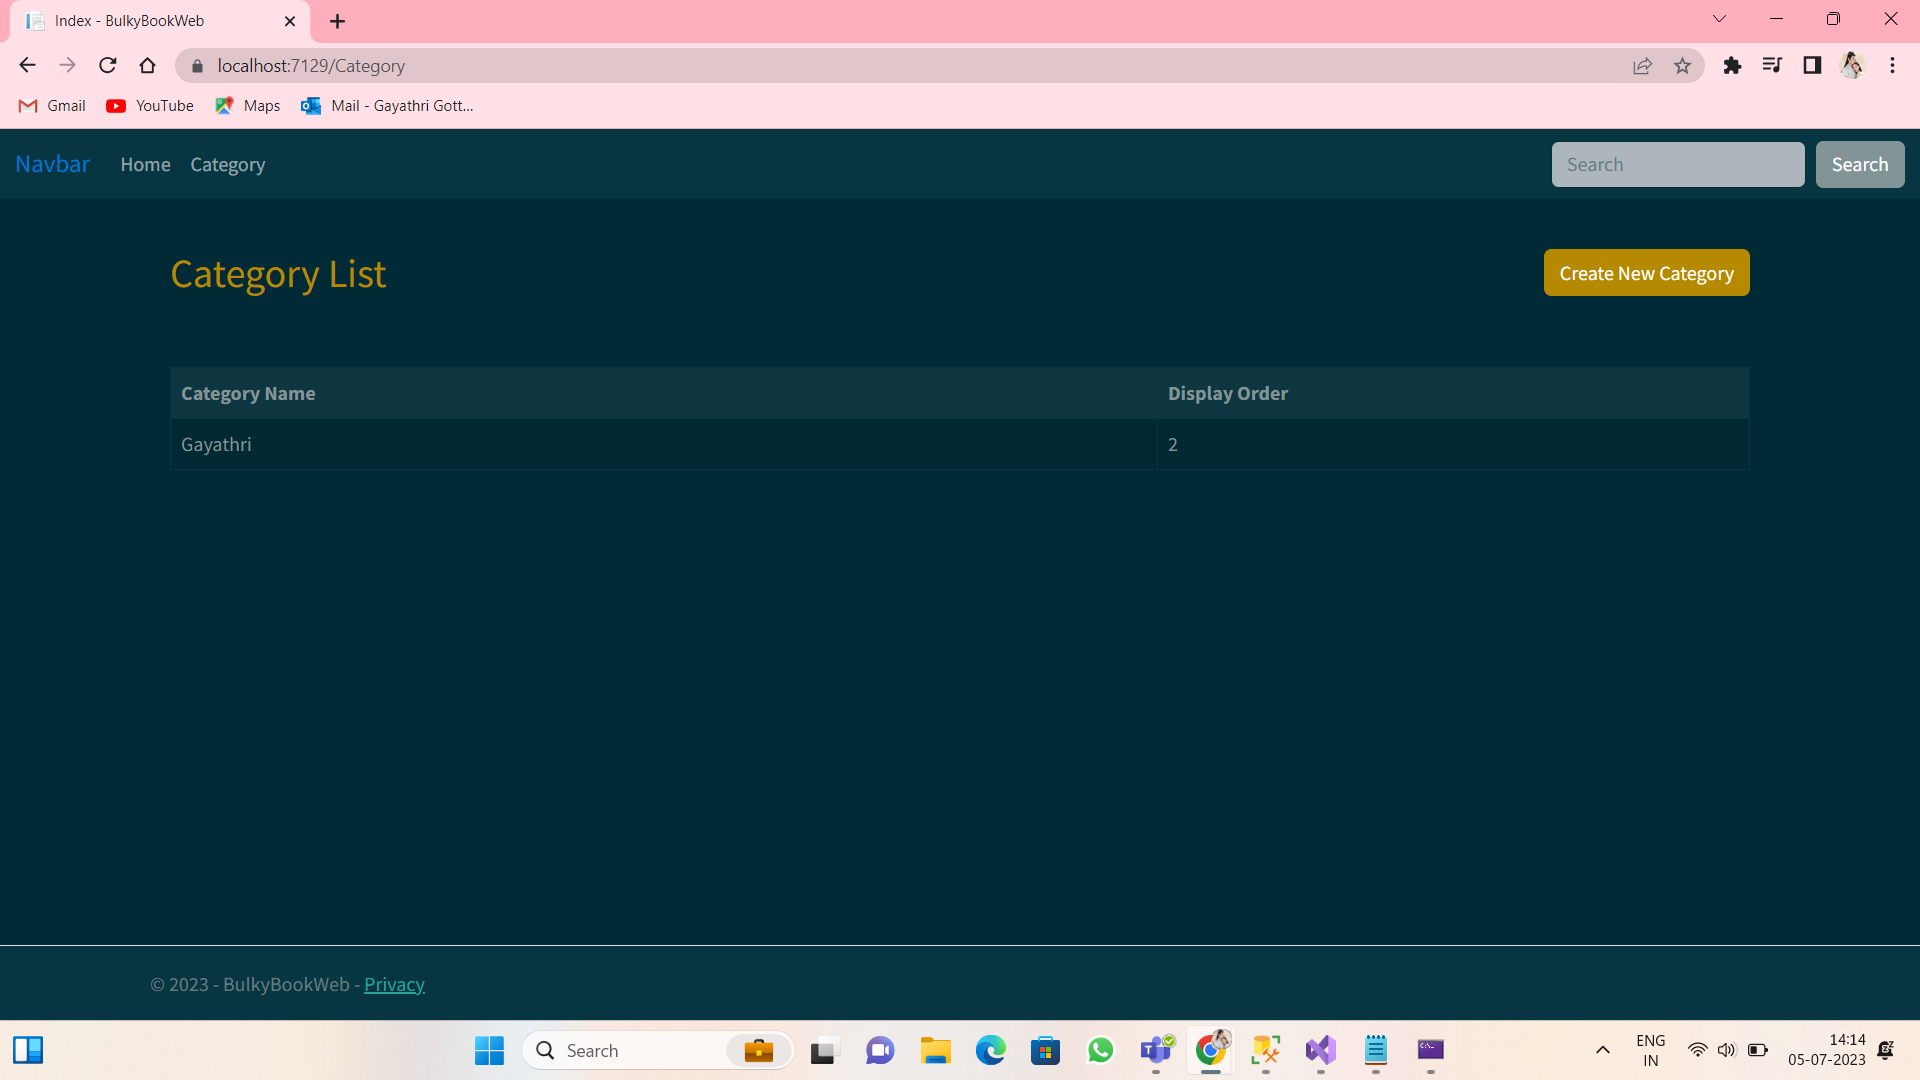 Index - BulkyBookWeb
localhost:7129/Category
Gmail YouTube Maps Mail - Gayathri Gott...
Navbar Home Category Search Search
Category List Create New Category
Category Name Display Order
Gayathri 2
© 2023 - BulkyBookWeb - Privacy
Search ENG 14:14
IN 05-07-2023